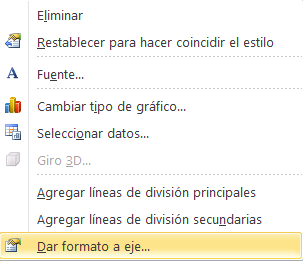 Eliminar
Restablecer para hacer coincidir el estilo
A Fuente...
Cambiar tipo de gráfico...
Seleccionar datos...
Giro 3D...
Agregar líneas de división principales
Agregar líneas de división secundarias
Dar formato a eje...